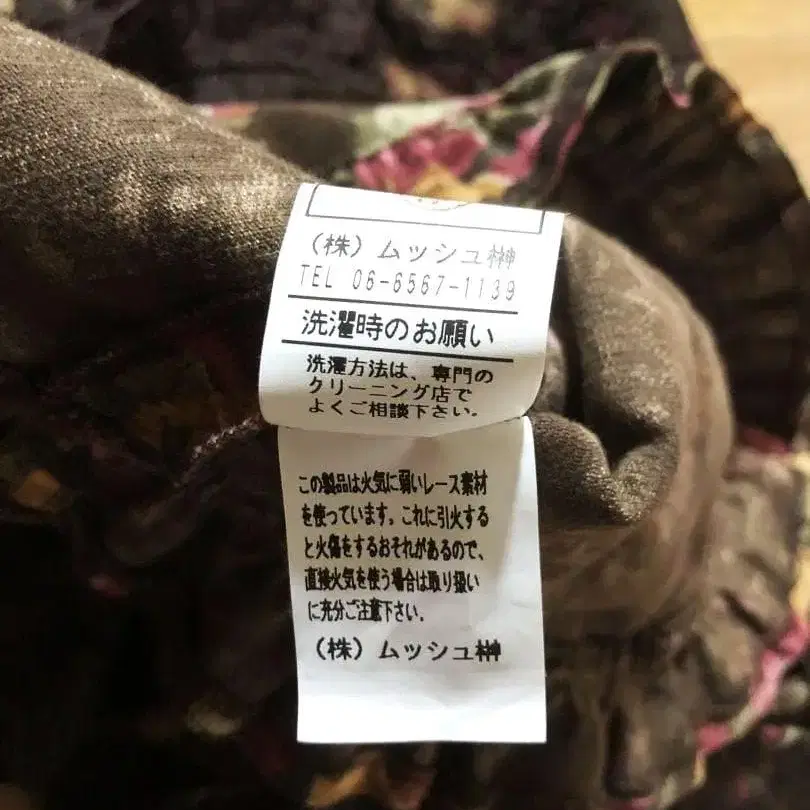 （株）ムッシュ榊
TEL 06-6567-1139
洗濯時のお願い
洗濯方法は、専門の
クリーニング店で
よくご相談下さい。
この製品は火気に弱いレース素材
を使っています。これに引火する
と火傷をするおそれがあるので、
直接火気を使う場合は取り扱い
に充分ご注意下さい。
（株）ムッシュ榊